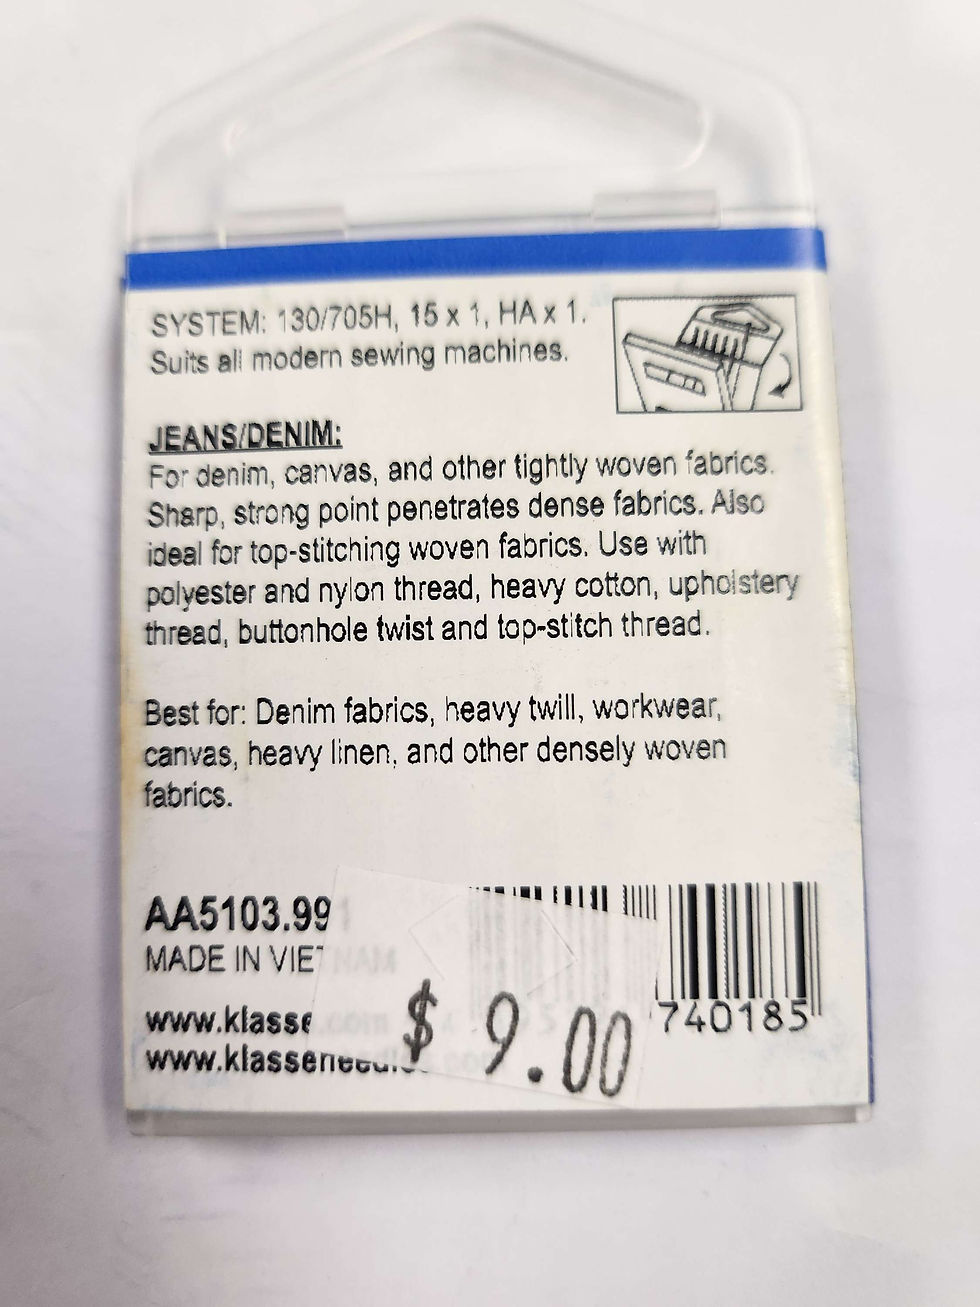 SYSTEM: 130/705H, 15 x 1, HA x 1.
Suits all modern sewing machines.
JEANS/DENIM:
For denim, canvas, and other tightly woven fabrics.
Sharp, strong point penetrates dense fabrics. Also
ideal for top-stitching woven fabrics. Use with
polyester and nylon thread, heavy cotton, upholstery
thread, buttonhole twist and top-stitch thread.
Best for: Denim fabrics, heavy twill, workwear,
canvas, heavy linen, and other densely woven
fabrics.
AA5103.99
MADE IN VIETNAM
740185
$ 9.00